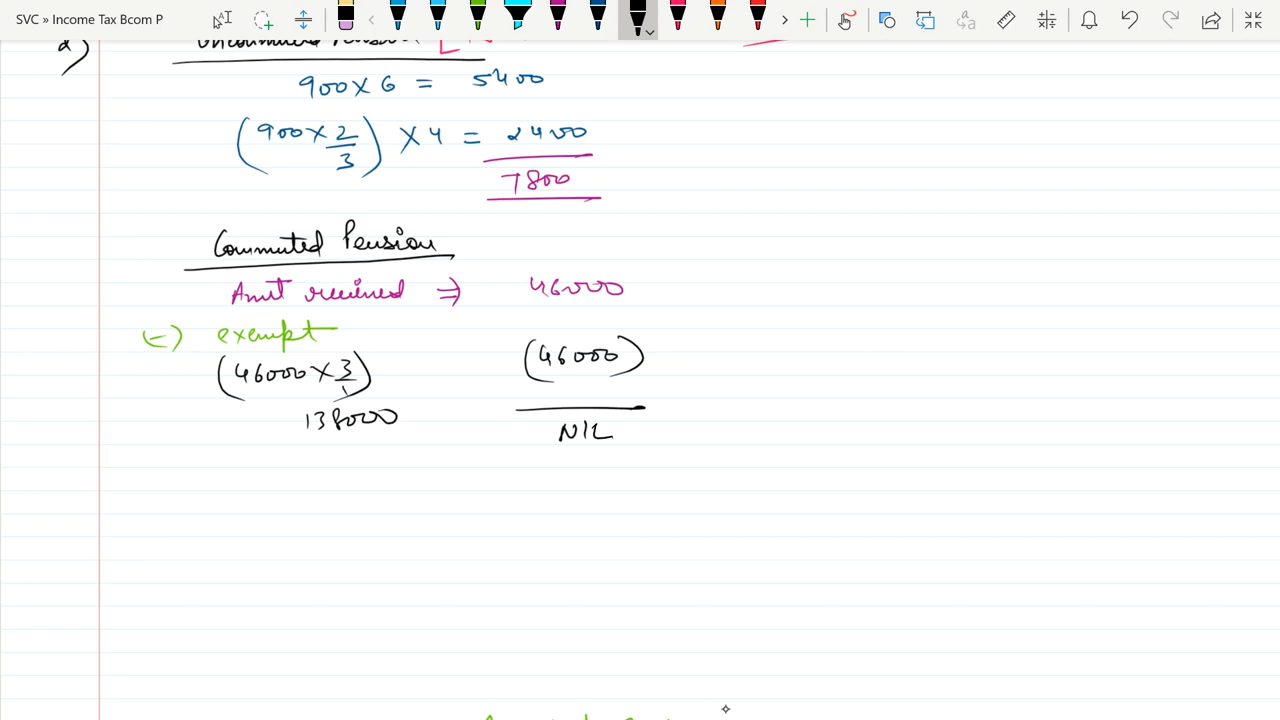 SVC » Income Tax Bcom P
900 × 6 = 5400
(900 × 2/3) × 4 = 2400
7800
Commuted Pension
Amt received ⇒ 46000
(-) exempt
(46000 × 3/1) (46000)
138000
NIL